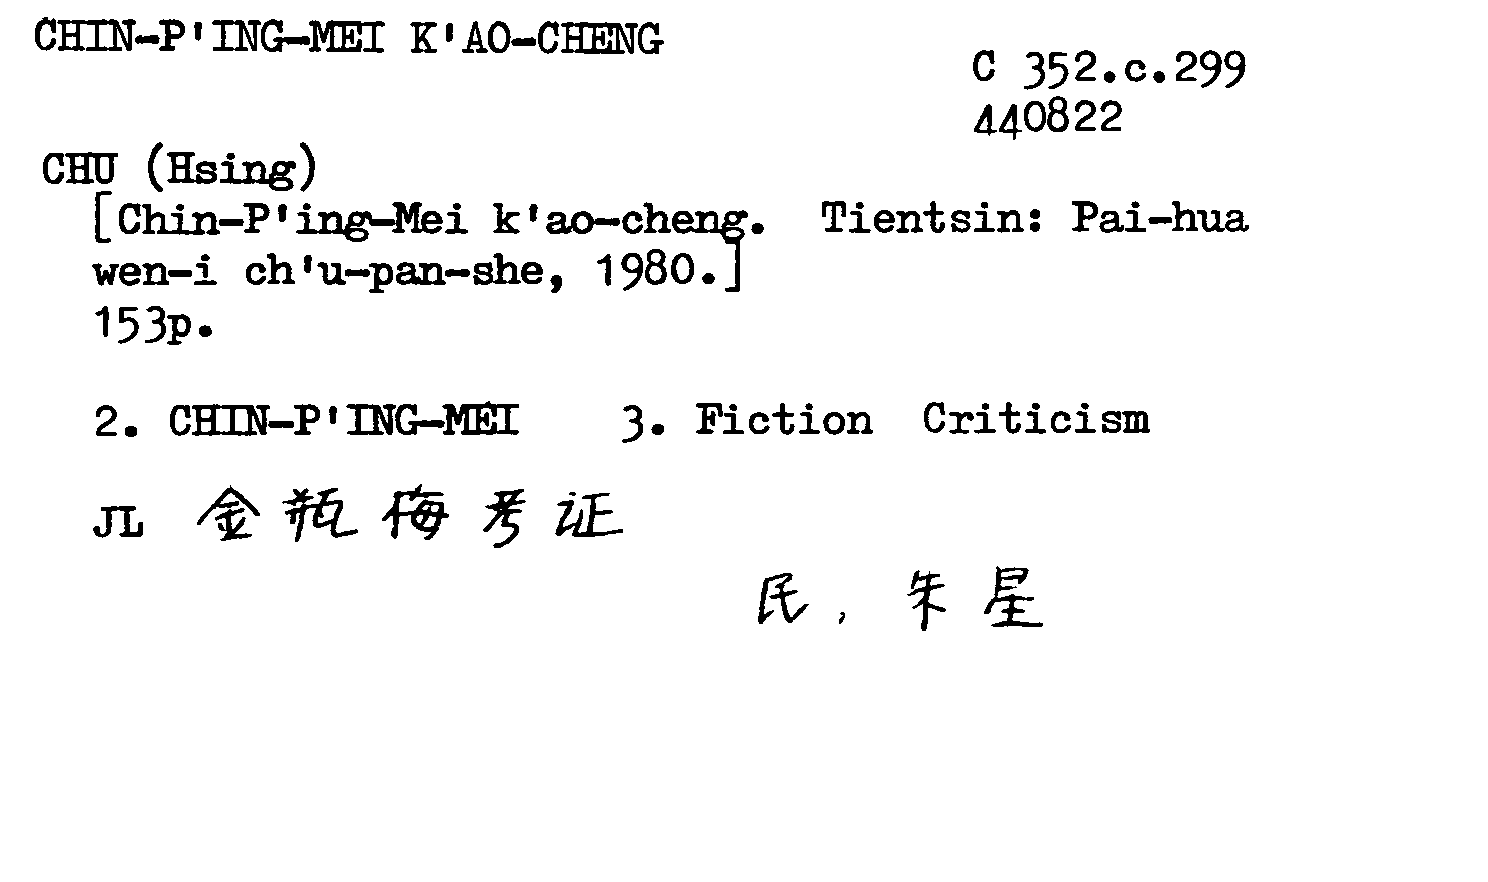 CHIN-P'ING-MEI K'AO-CHENG
C 352.c.299
440822
CHU (Hsing)
[Chin-P'ing-Mei k'ao-cheng. Tientsin: Pai-hua
wen-i ch'u-pan-she, 1980.]
153p.
2. CHIN-P'ING-MEI 3. Fiction Criticism
JL 金瓶梅考证
民, 朱星